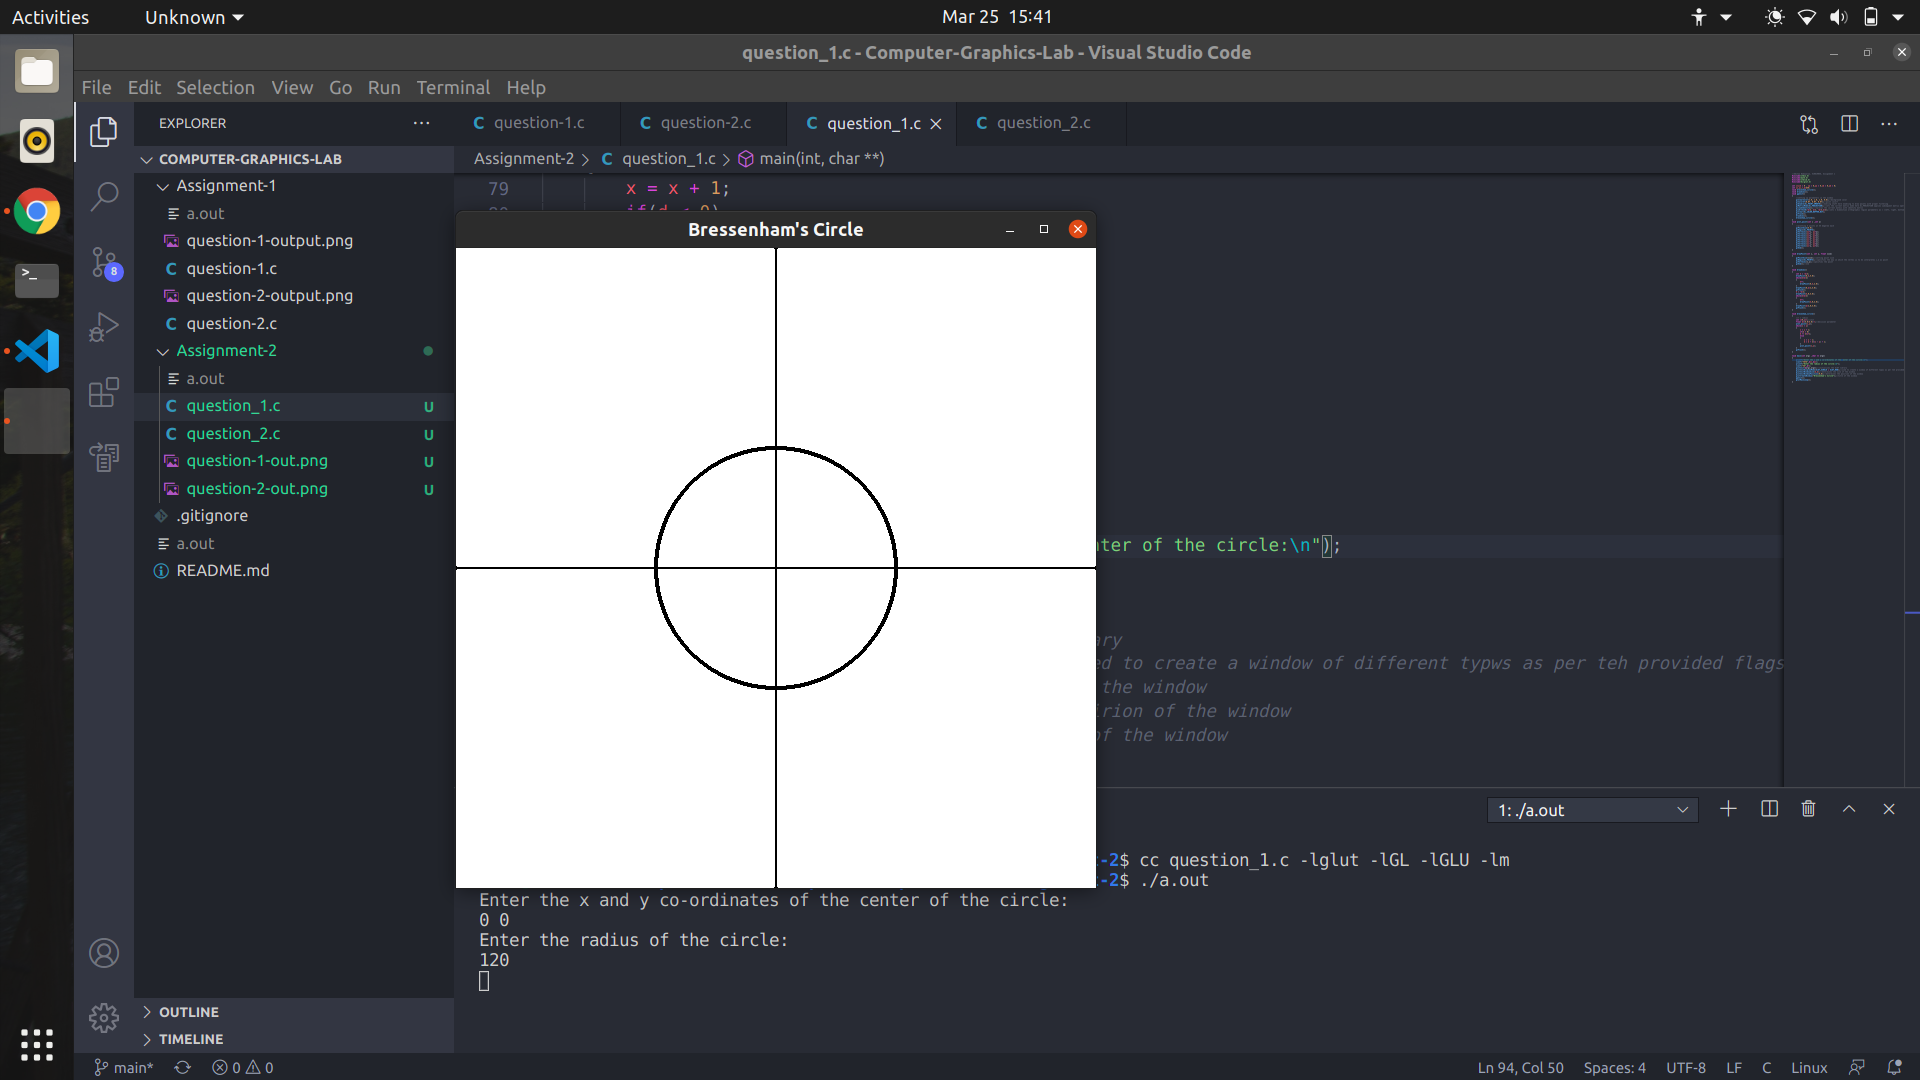 Activities
Unknown
Mar 25 15:41
question_1.c - Computer-Graphics-Lab - Visual Studio Code
File Edit Selection View Go Run Terminal Help
EXPLORER
COMPUTER-GRAPHICS-LAB
Assignment-1
a.out
question-1-output.png
question-1.c
question-2-output.png
question-2.c
Assignment-2
a.out
question_1.c U
question_2.c U
question-1-out.png U
question-2-out.png U
.gitignore
a.out
README.md
OUTLINE
TIMELINE
8
question-1.c question-2.c question_1.c question_2.c
Assignment-2 > question_1.c > main(int, char **)
79 x = x + 1;
Bressenham's Circle
nter of the circle:\n");
ary
ed to create a window of different typws as per teh provided flags
the window
irion of the window
of the window
1: ./a.out
-2$ cc question_1.c -lglut -lGL -lGLU -lm
-2$ ./a.out
Enter the x and y co-ordinates of the center of the circle:
0 0
Enter the radius of the circle:
120
main* 0 0
Ln 94, Col 50 Spaces: 4 UTF-8 LF C Linux